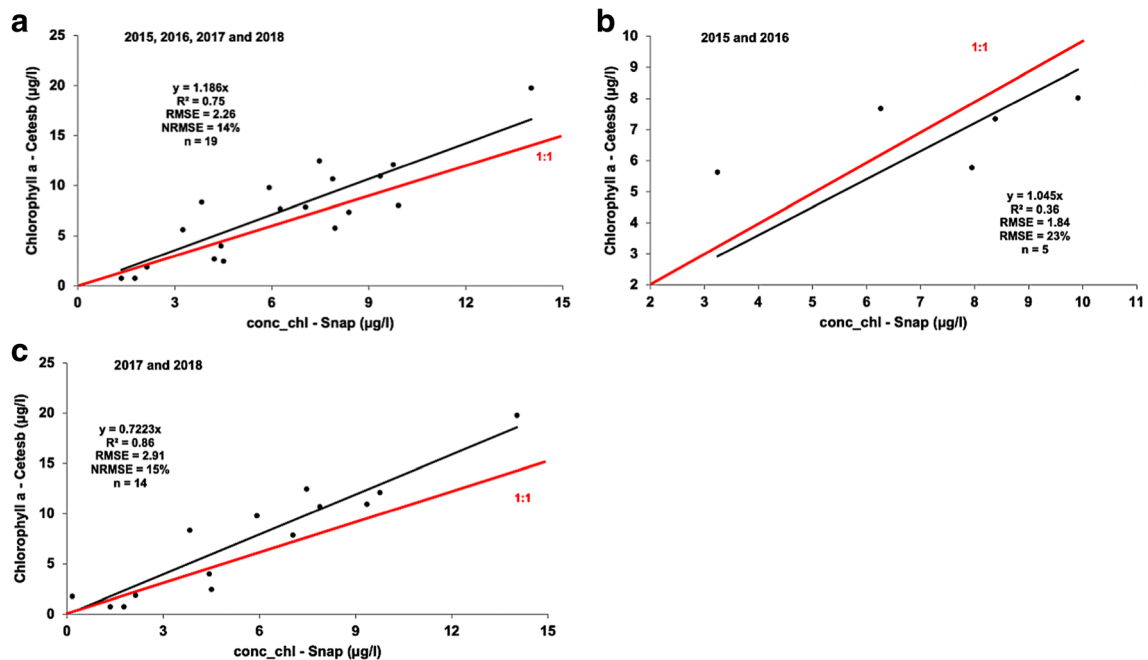 a
2015, 2016, 2017 and 2018
y = 1.186x
R² = 0.75
RMSE = 2.26
NRMSE = 14%
n = 19
1:1
Chlorophyll a - Cetesb (µg/l)
25
20
15
10
5
0
0 3 6 9 12 15
conc_chl - Snap (µg/l)
b
2015 and 2016
1:1
y = 1.045x
R² = 0.36
RMSE = 1.84
RMSE = 23%
n = 5
Chlorophyll a - Cetesb (µg/l)
10
9
8
7
6
5
4
3
2
2 3 4 5 6 7 8 9 10 11
conc_chl - Snap (µg/l)
c
2017 and 2018
y = 0.7223x
R² = 0.86
RMSE = 2.91
NRMSE = 15%
n = 14
1:1
Chlorophyll a - Cetesb (µg/l)
25
20
15
10
5
0
0 3 6 9 12 15
conc_chl - Snap (µg/l)